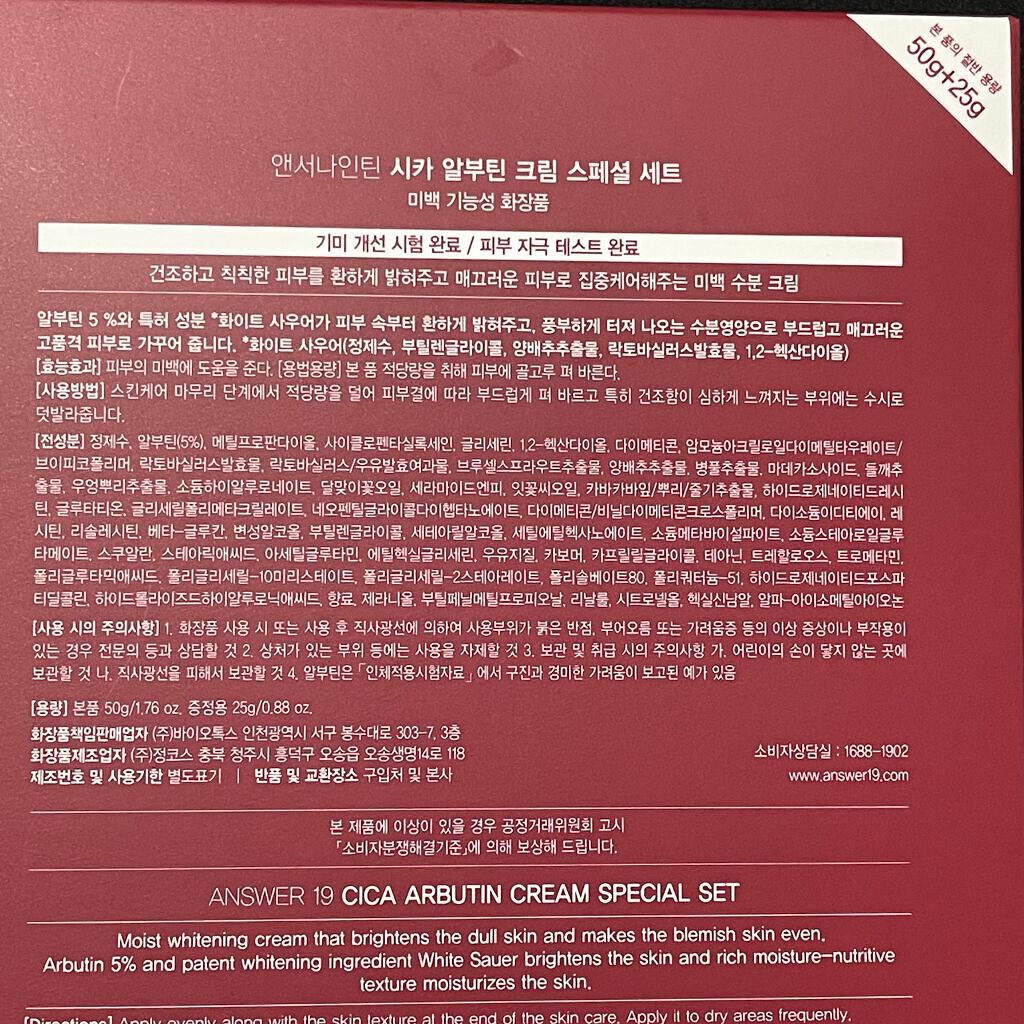 본 품의 절반 용량
50g+25g
앤서나인틴 시카 알부틴 크림 스페셜 세트
미백 기능성 화장품
기미 개선 시험 완료 / 피부 자극 테스트 완료
건조하고 칙칙한 피부를 환하게 밝혀주고 매끄러운 피부로 집중케어해주는 미백 수분 크림
알부틴 5 %와 특허 성분 *화이트 사우어가 피부 속부터 환하게 밝혀주고, 풍부하게 터져 나오는 수분영양으로 부드럽고 매끄러운
고품격 피부로 가꾸어 줍니다. *화이트 사우어(정제수, 부틸렌글라이콜, 양배추추출물, 락토바실러스발효물, 1,2-헥산다이올)
[효능효과] 피부의 미백에 도움을 준다. [용법용량] 본 품 적당량을 취해 피부에 골고루 펴 바른다.
[사용방법] 스킨케어 마무리 단계에서 적당량을 덜어 피부결에 따라 부드럽게 펴 바르고 특히 건조함이 심하게 느껴지는 부위에는 수시로
덧발라줍니다.
[전성분] 정제수, 알부틴(5%), 메틸프로판다이올, 사이클로펜타실록세인, 글리세린, 1,2-헥산다이올, 다이메티콘, 암모늄아크릴로일다이메틸타우레이트/
브이피코폴리머, 락토바실러스발효물, 락토바실러스/우유발효여과물, 브루셀스프라우트추출물, 양배추추출물, 병풀추출물, 마데카소사이드, 들깨추
출물, 우엉뿌리추출물, 소듐하이알루로네이트, 달맞이꽃오일, 세라마이드엔피, 잇꽃씨오일, 카바카바잎/뿌리/줄기추출물, 하이드로제네이티드레시
틴, 글루타티온, 글리세릴폴리메타크릴레이트, 네오펜틸글라이콜다이헵타노에이트, 다이메티콘/비닐다이메티콘크로스폴리머, 다이소듐이디티에이, 레
시틴, 리솔레시틴, 베타-글루칸, 변성알코올, 부틸렌글라이콜, 세테아릴알코올, 세틸에틸헥사노에이트, 소듐메타바이설파이트, 소듐스테아로일글루
타메이트, 스쿠알란, 스테아릭애씨드, 아세틸글루타민, 에틸헥실글리세린, 우유지질, 카보머, 카프릴릴글라이콜, 테아닌, 트레할로오스, 트로메타민,
폴리글루타믹애씨드, 폴리글리세릴-10미리스테이트, 폴리글리세릴-2스테아레이트, 폴리솔베이트80, 폴리쿼터늄-51, 하이드로제네이티드포스파
티딜콜린, 하이드롤라이즈드하이알루로닉애씨드, 향료, 제라니올, 부틸페닐메틸프로피오날, 리날룰, 시트로넬올, 헥실신남알, 알파-아이소메틸아이오논
[사용 시의 주의사항] 1. 화장품 사용 시 또는 사용 후 직사광선에 의하여 사용부위가 붉은 반점, 부어오름 또는 가려움증 등의 이상 증상이나 부작용이
있는 경우 전문의 등과 상담할 것 2. 상처가 있는 부위 등에는 사용을 자제할 것 3. 보관 및 취급 시의 주의사항 가. 어린이의 손이 닿지 않는 곳에
보관할 것 나. 직사광선을 피해서 보관할 것 4. 알부틴은 「인체적용시험자료」에서 구진과 경미한 가려움이 보고된 예가 있음
[용량] 본품 50g/1.76 oz. 증정용 25g/0.88 oz.
화장품책임판매업자 (주)바이오톡스 인천광역시 서구 봉수대로 303-7, 3층
화장품제조업자 (주)정코스 충북 청주시 흥덕구 오송읍 오송생명14로 118
소비자상담실 : 1688-1902
제조번호 및 사용기한 별도표기 | 반품 및 교환장소 구입처 및 본사
www.answer19.com
본 제품에 이상이 있을 경우 공정거래위원회 고시
「소비자분쟁해결기준」에 의해 보상해 드립니다.
ANSWER 19 CICA ARBUTIN CREAM SPECIAL SET
Moist whitening cream that brightens the dull skin and makes the blemish skin even.
Arbutin 5% and patent whitening ingredient White Sauer brightens the skin and rich moisture-nutritive
texture moisturizes the skin.
[Directions] Apply evenly along with the skin texture at the end of the skin care. Apply it to dry areas frequently.